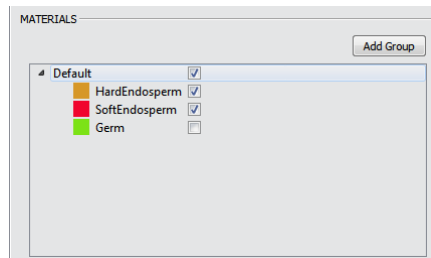 MATERIALS
Add Group
Default
HardEndosperm
SoftEndosperm
Germ